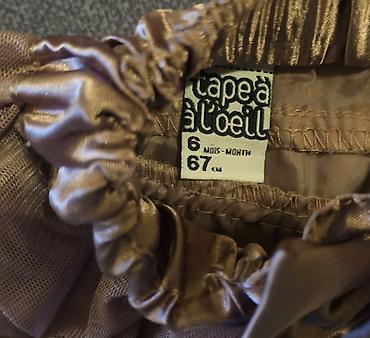 tape à
à l'oeil
6 MOIS-MONTH
67 CM